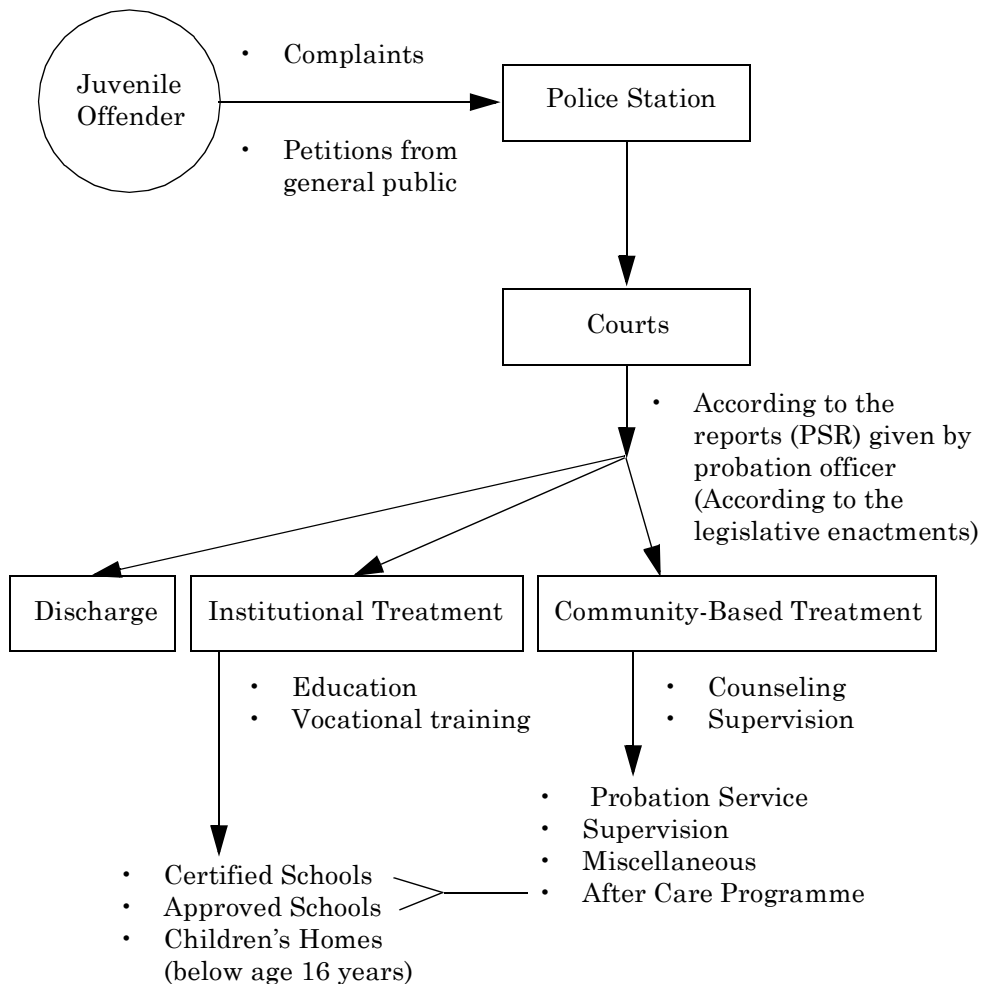 Juvenile
Offender
• Complaints
• Petitions from
general public
Police Station
Courts
• According to the
reports (PSR) given by
probation officer
(According to the
legislative enactments)
Discharge
Institutional Treatment
Community-Based Treatment
• Education
• Vocational training
• Counseling
• Supervision
• Certified Schools
• Approved Schools
• Children's Homes
(below age 16 years)
• Probation Service
• Supervision
• Miscellaneous
• After Care Programme